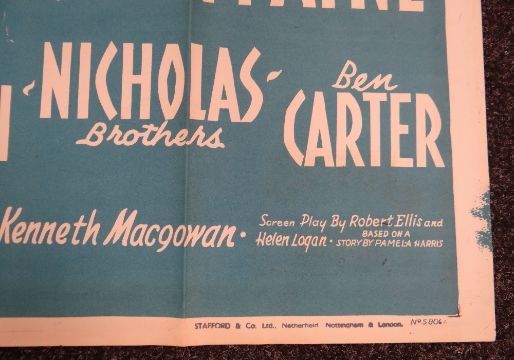 NICHOLAS
Brothers
Ben
CARTER
Kenneth Macgowan •
Screen Play By Robert Ellis and
Helen Logan • BASED ON A
STORY BY PAMELA HARRIS
STAFFORD & Co. Ltd., Netherfield Nottingham & London.